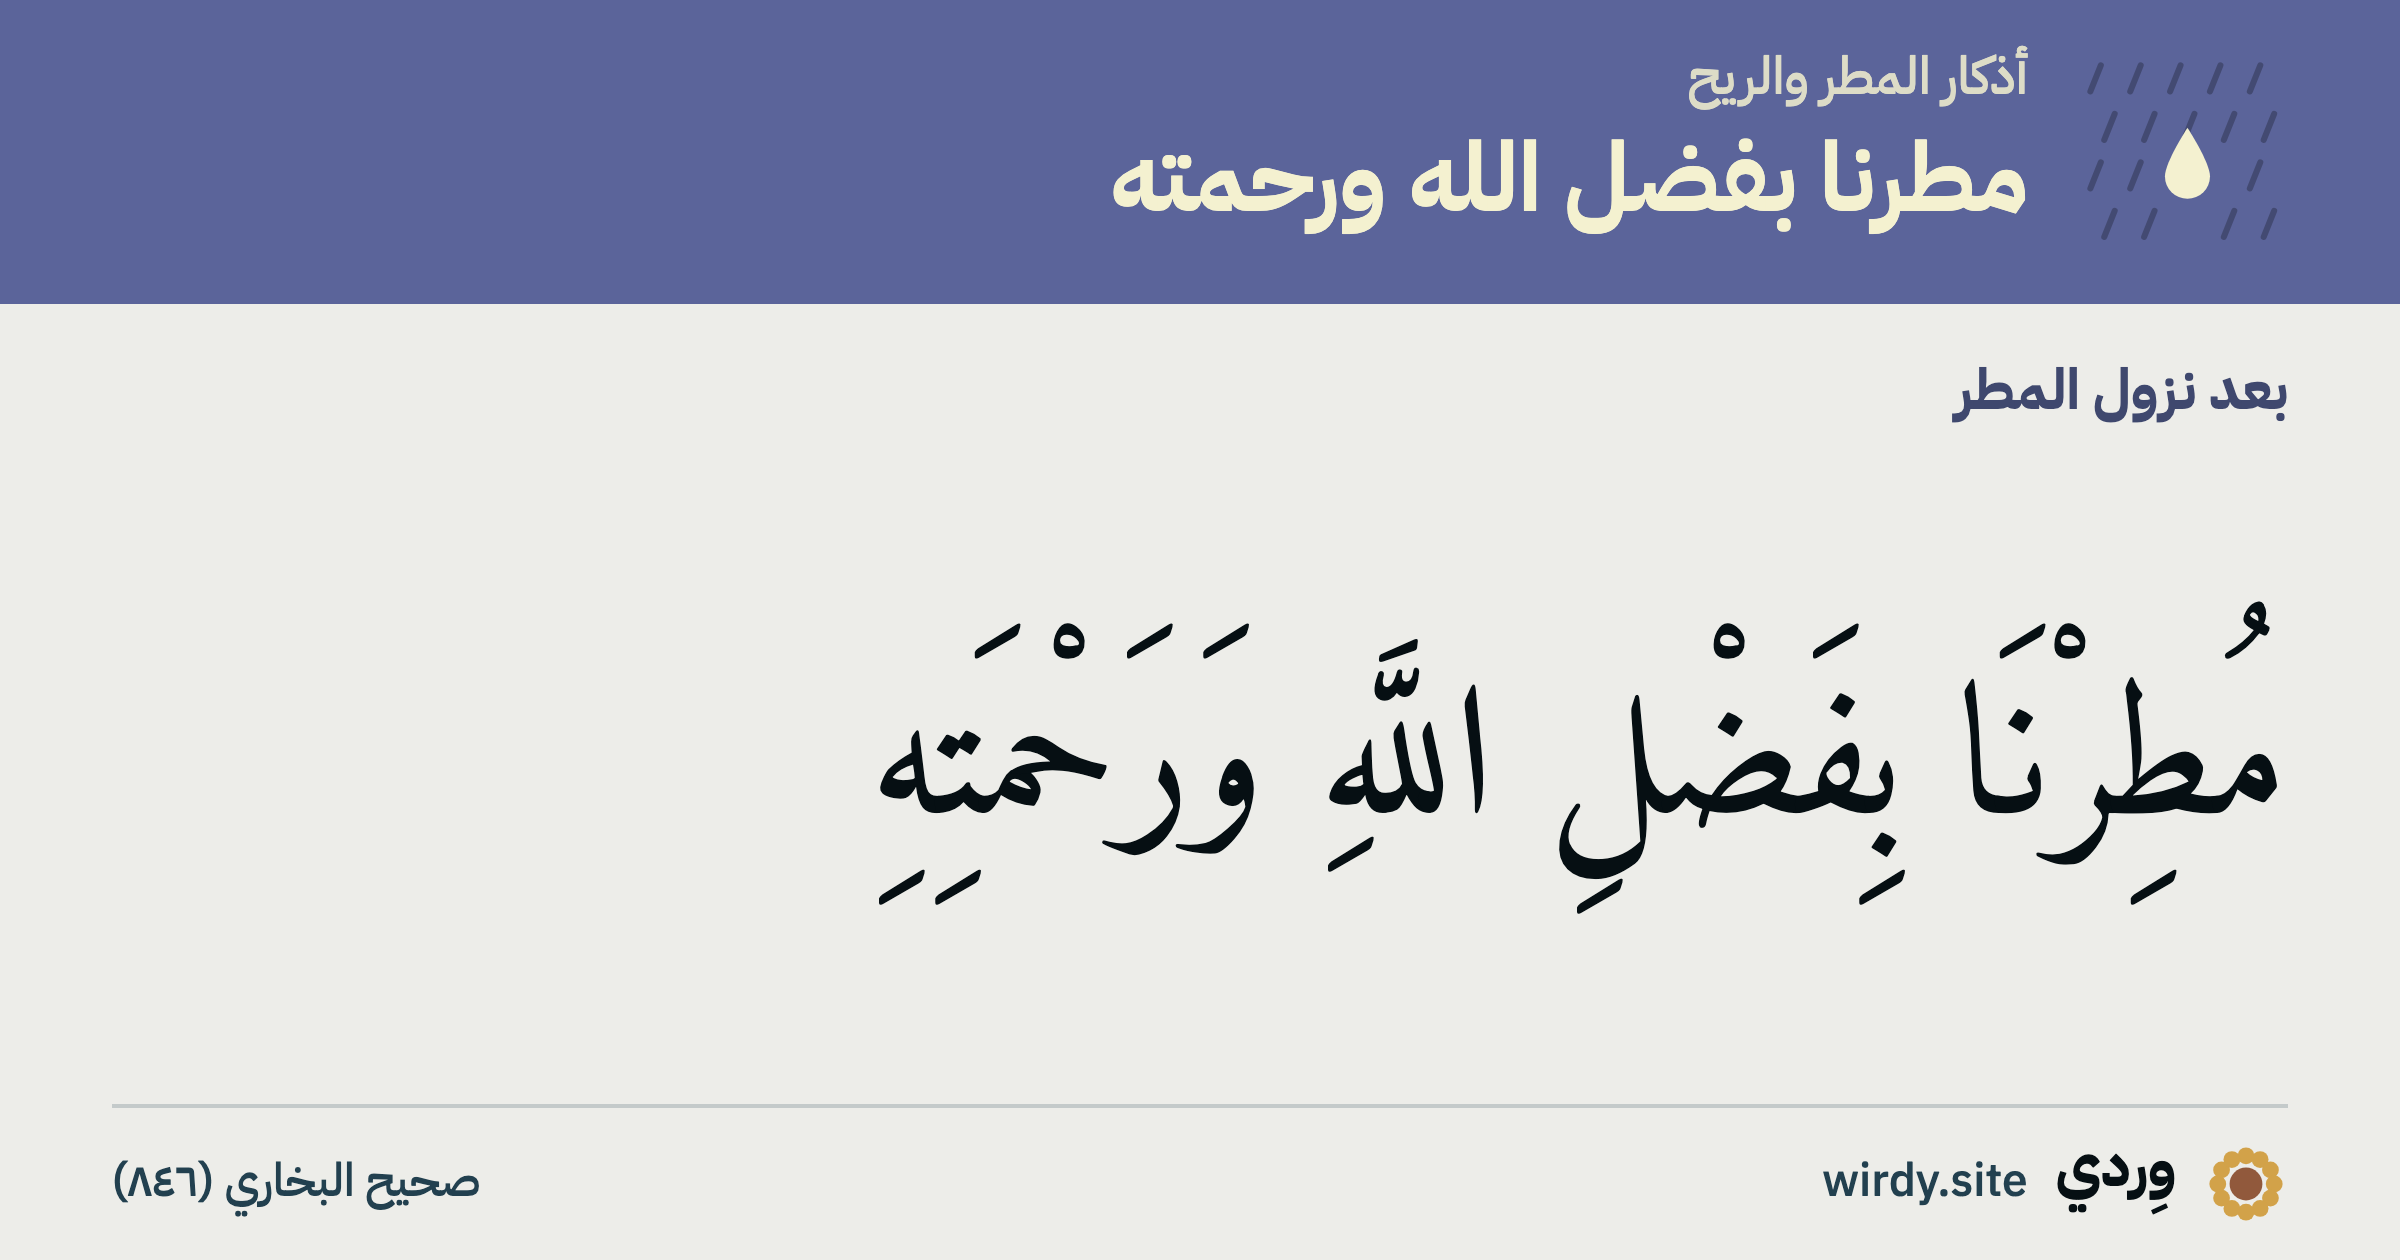 أذكار المطر والريح
مطرنا بفضل الله ورحمته
بعد نزول المطر
مُطِرْنَا بِفَضْلِ اللَّهِ وَرَحْمَتِهِ
وِردي wirdy.site
صحيح البخاري (٨٤٦)